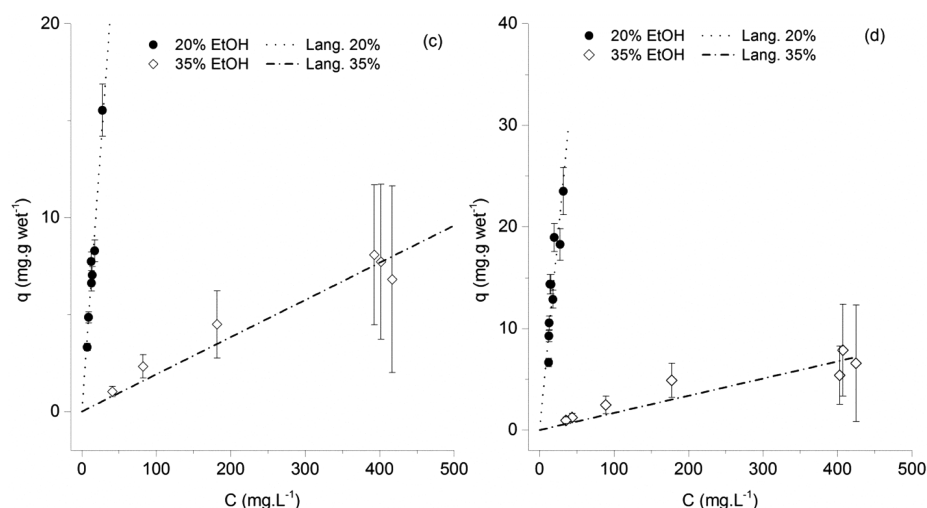 20
10
0
q (mg.g wet⁻¹)
20% EtOH
Lang. 20%
35% EtOH
Lang. 35%
(c)
0 100 200 300 400 500
C (mg.L⁻¹)
40
30
20
10
0
q (mg.g wet⁻¹)
20% EtOH
Lang. 20%
35% EtOH
Lang. 35%
(d)
0 100 200 300 400 500
C (mg.L⁻¹)